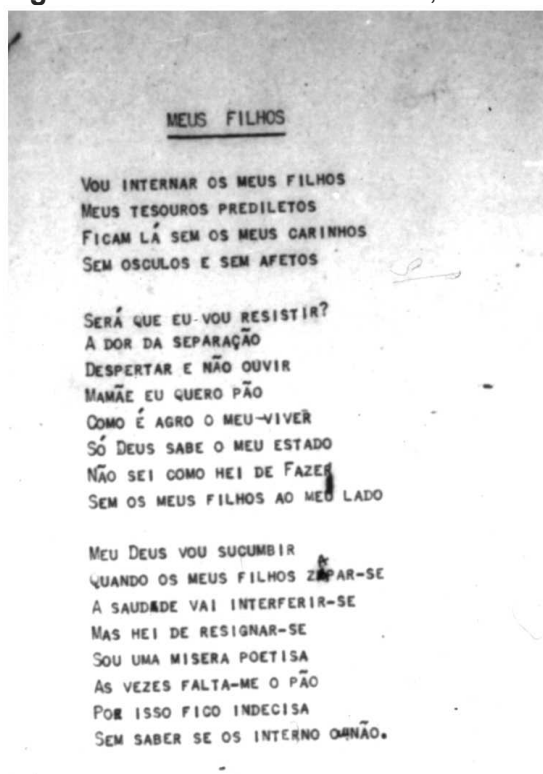 MEUS FILHOS
VOU INTERNAR OS MEUS FILHOS
MEUS TESOUROS PREDILETOS
FICAM LÁ SEM OS MEUS CARINHOS
SEM OSCULOS E SEM AFETOS
SERÁ QUE EU VOU RESISTIR?
A DOR DA SEPARAÇÃO
DESPERTAR E NÃO OUVIR
MAMÃE EU QUERO PÃO
COMO É AGRO O MEU-VIVER
SÓ DEUS SABE O MEU ESTADO
NÃO SEI COMO HEI DE FAZER
SEM OS MEUS FILHOS AO MEU LADO
MEU DEUS VOU SUCUMBIR
QUANDO OS MEUS FILHOS ZARPAR-SE
A SAUDADE VAI INTERFERIR-SE
MAS HEI DE RESIGNAR-SE
SOU UMA MISERA POETISA
AS VEZES FALTA-ME O PÃO
POR ISSO FICO INDECISA
SEM SABER SE OS INTERNO OU NÃO.